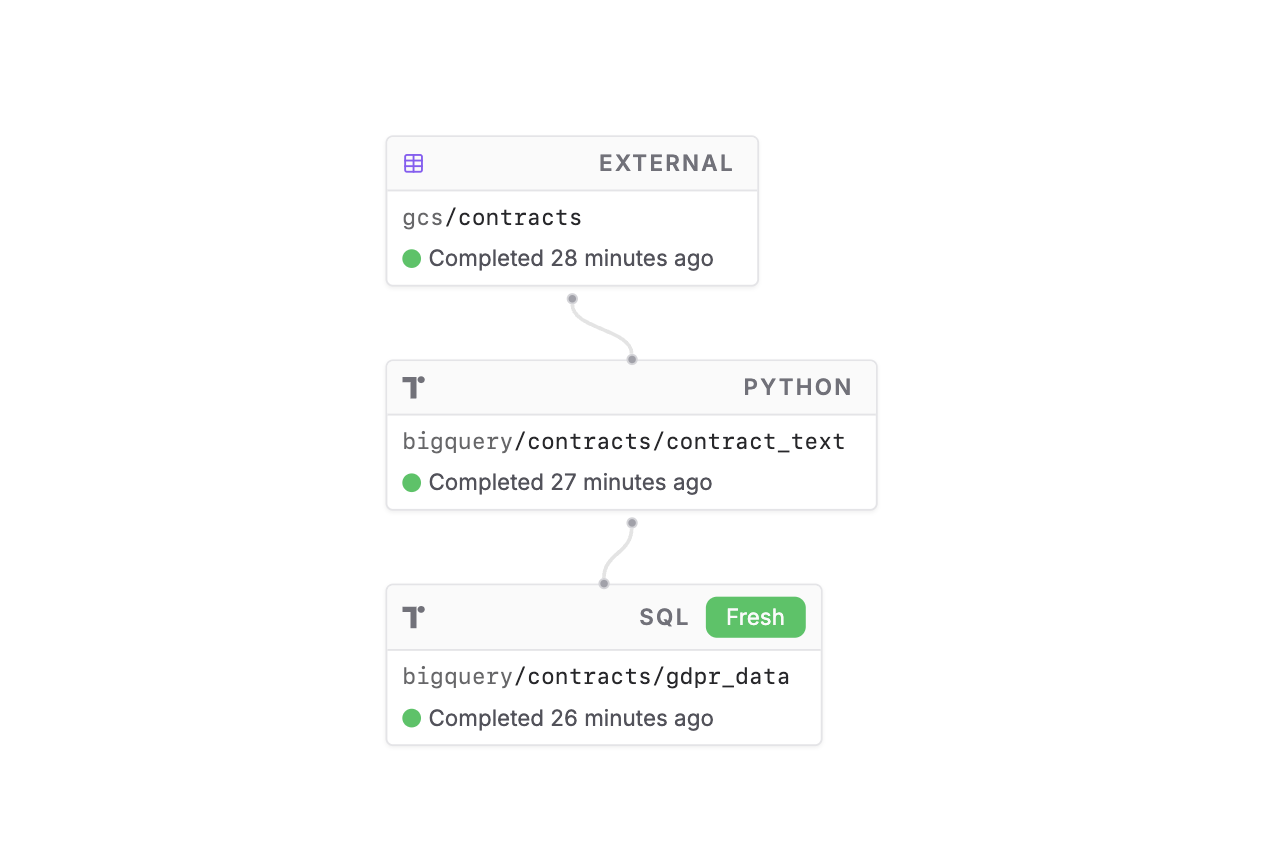 EXTERNAL
gcs/contracts
Completed 28 minutes ago
PYTHON
bigquery/contracts/contract_text
Completed 27 minutes ago
SQL Fresh
bigquery/contracts/gdpr_data
Completed 26 minutes ago